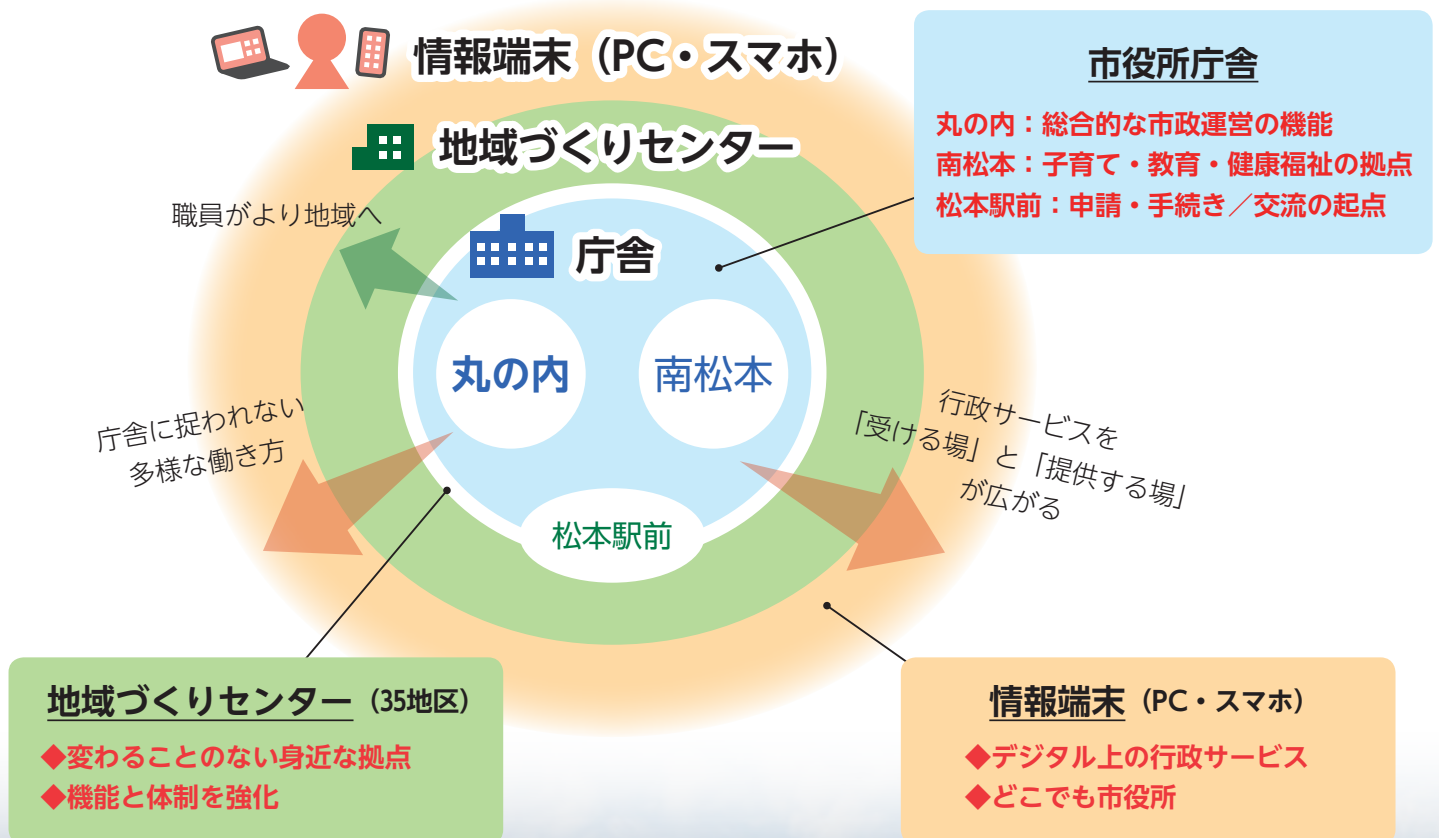 情報端末（PC・スマホ）
地域づくりセンター
職員がより地域へ
庁舎
丸の内
南松本
松本駅前
庁舎に捉われない
多様な働き方
行政サービスを
「受ける場」と「提供する場」
が広がる
市役所庁舎
丸の内：総合的な市政運営の機能
南松本：子育て・教育・健康福祉の拠点
松本駅前：申請・手続き／交流の起点
地域づくりセンター（35地区）
◆変わることのない身近な拠点
◆機能と体制を強化
情報端末（PC・スマホ）
◆デジタル上の行政サービス
◆どこでも市役所